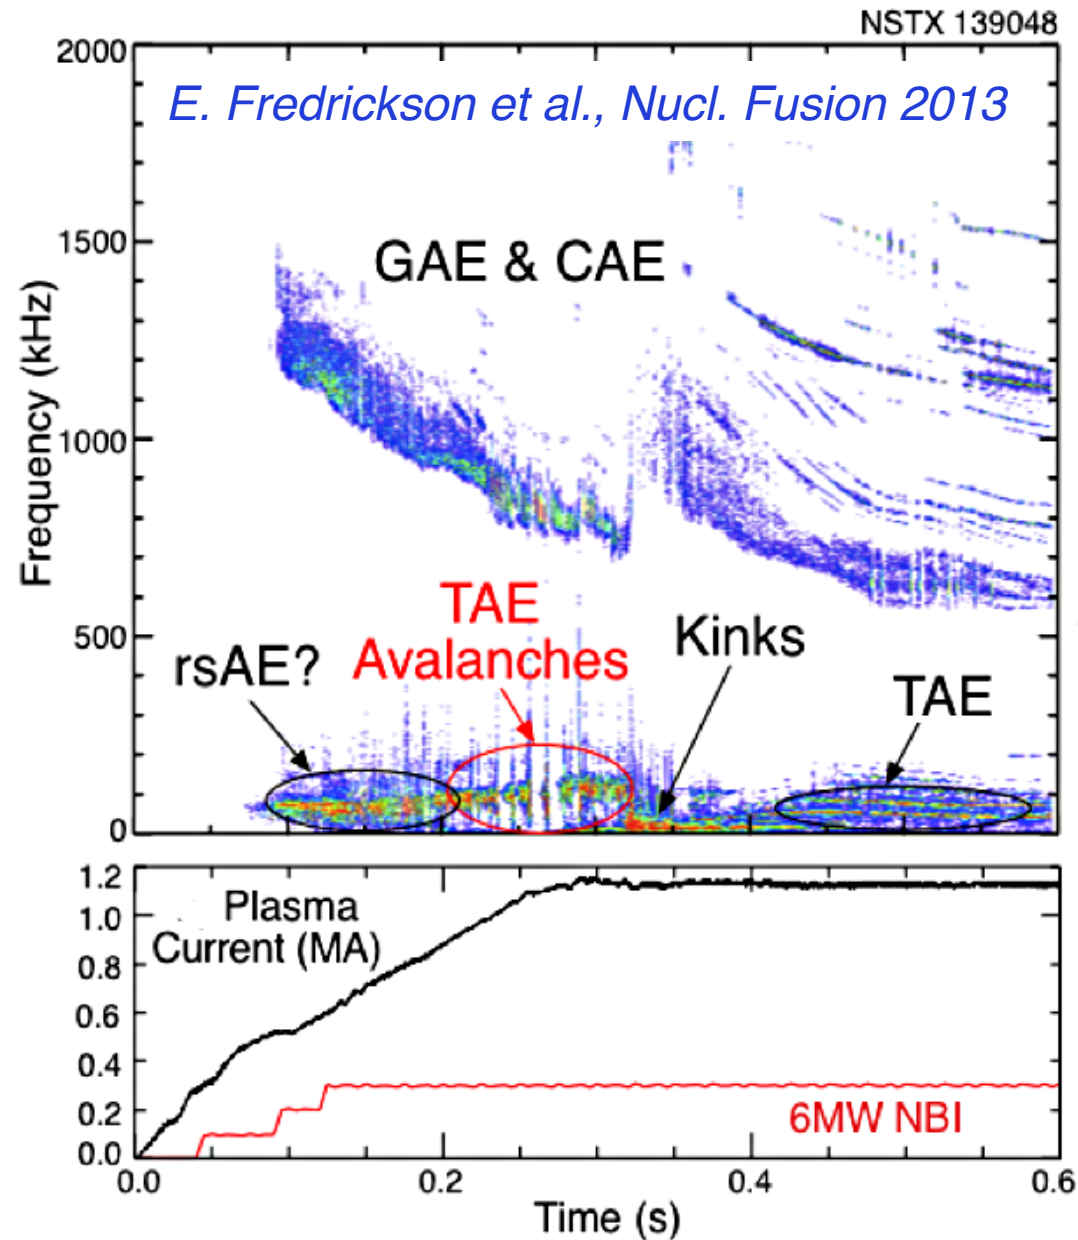 NSTX 139048
E. Fredrickson et al., Nucl. Fusion 2013
2000
1500
1000
500
0
Frequency (kHz)
GAE & CAE
TAE
Avalanches
rsAE?
Kinks
TAE
1.2
1.0
0.8
0.6
0.4
0.2
0.0
Plasma
Current (MA)
6MW NBI
0.0 0.2 0.4 0.6
Time (s)